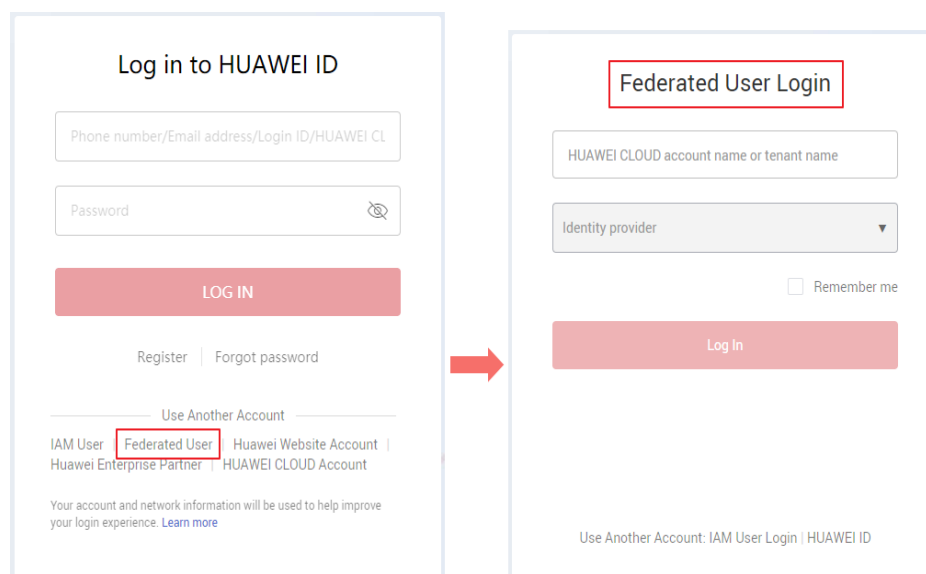 Log in to HUAWEI ID
Phone number/Email address/Login ID/HUAWEI CL
Password
LOG IN
Register | Forgot password
Use Another Account
IAM User | Federated User | Huawei Website Account |
Huawei Enterprise Partner | HUAWEI CLOUD Account
Your account and network information will be used to help improve
your login experience. Learn more
Federated User Login
HUAWEI CLOUD account name or tenant name
Identity provider
Remember me
Log In
Use Another Account: IAM User Login | HUAWEI ID